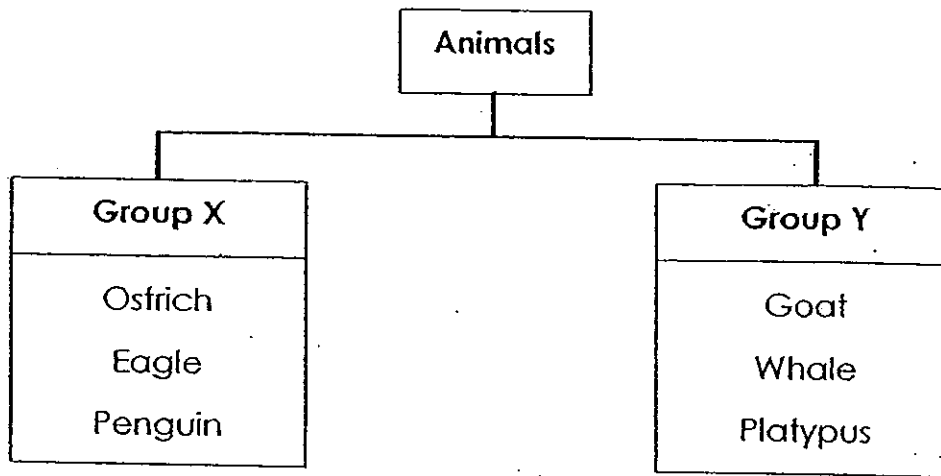 Animals
Group X
Ostrich
Eagle
Penguin
Group Y
Goat
Whale
Platypus